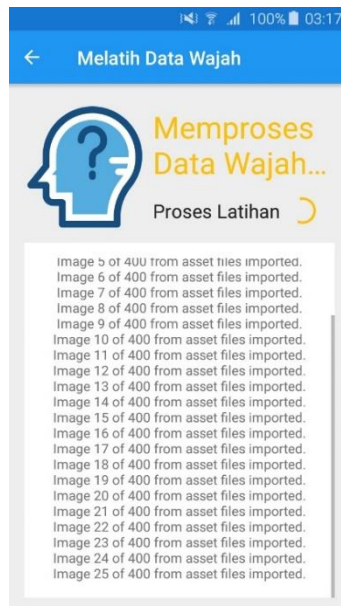 100% 03:17
Melatih Data Wajah
Memproses
Data Wajah...
Proses Latihan
Image 5 of 400 from asset files imported.
Image 6 of 400 from asset files imported.
Image 7 of 400 from asset files imported.
Image 8 of 400 from asset files imported.
Image 9 of 400 from asset files imported.
Image 10 of 400 from asset files imported.
Image 11 of 400 from asset files imported.
Image 12 of 400 from asset files imported.
Image 13 of 400 from asset files imported.
Image 14 of 400 from asset files imported.
Image 15 of 400 from asset files imported.
Image 16 of 400 from asset files imported.
Image 17 of 400 from asset files imported.
Image 18 of 400 from asset files imported.
Image 19 of 400 from asset files imported.
Image 20 of 400 from asset files imported.
Image 21 of 400 from asset files imported.
Image 22 of 400 from asset files imported.
Image 23 of 400 from asset files imported.
Image 24 of 400 from asset files imported.
Image 25 of 400 from asset files imported.